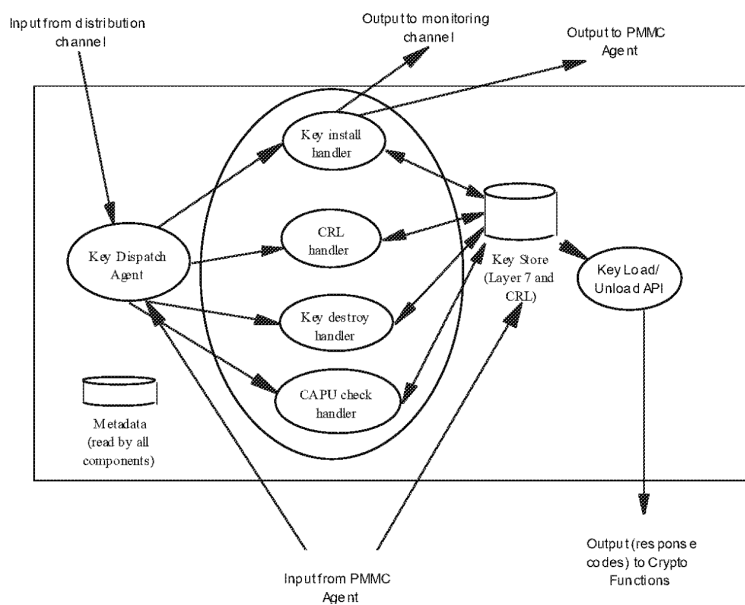 Input from distribution
channel
Output to monitoring
channel
Output to PMMC
Agent
Key install
handler
CRL
handler
Key Dispatch
Agent
Key Store
(Layer 7 and
CRL)
Key Load/
Unload API
Key destroy
handler
CAPU check
handler
Metadata
(read by all
components)
Input from PMMC
Agent
Output (response
codes) to Crypto
Functions